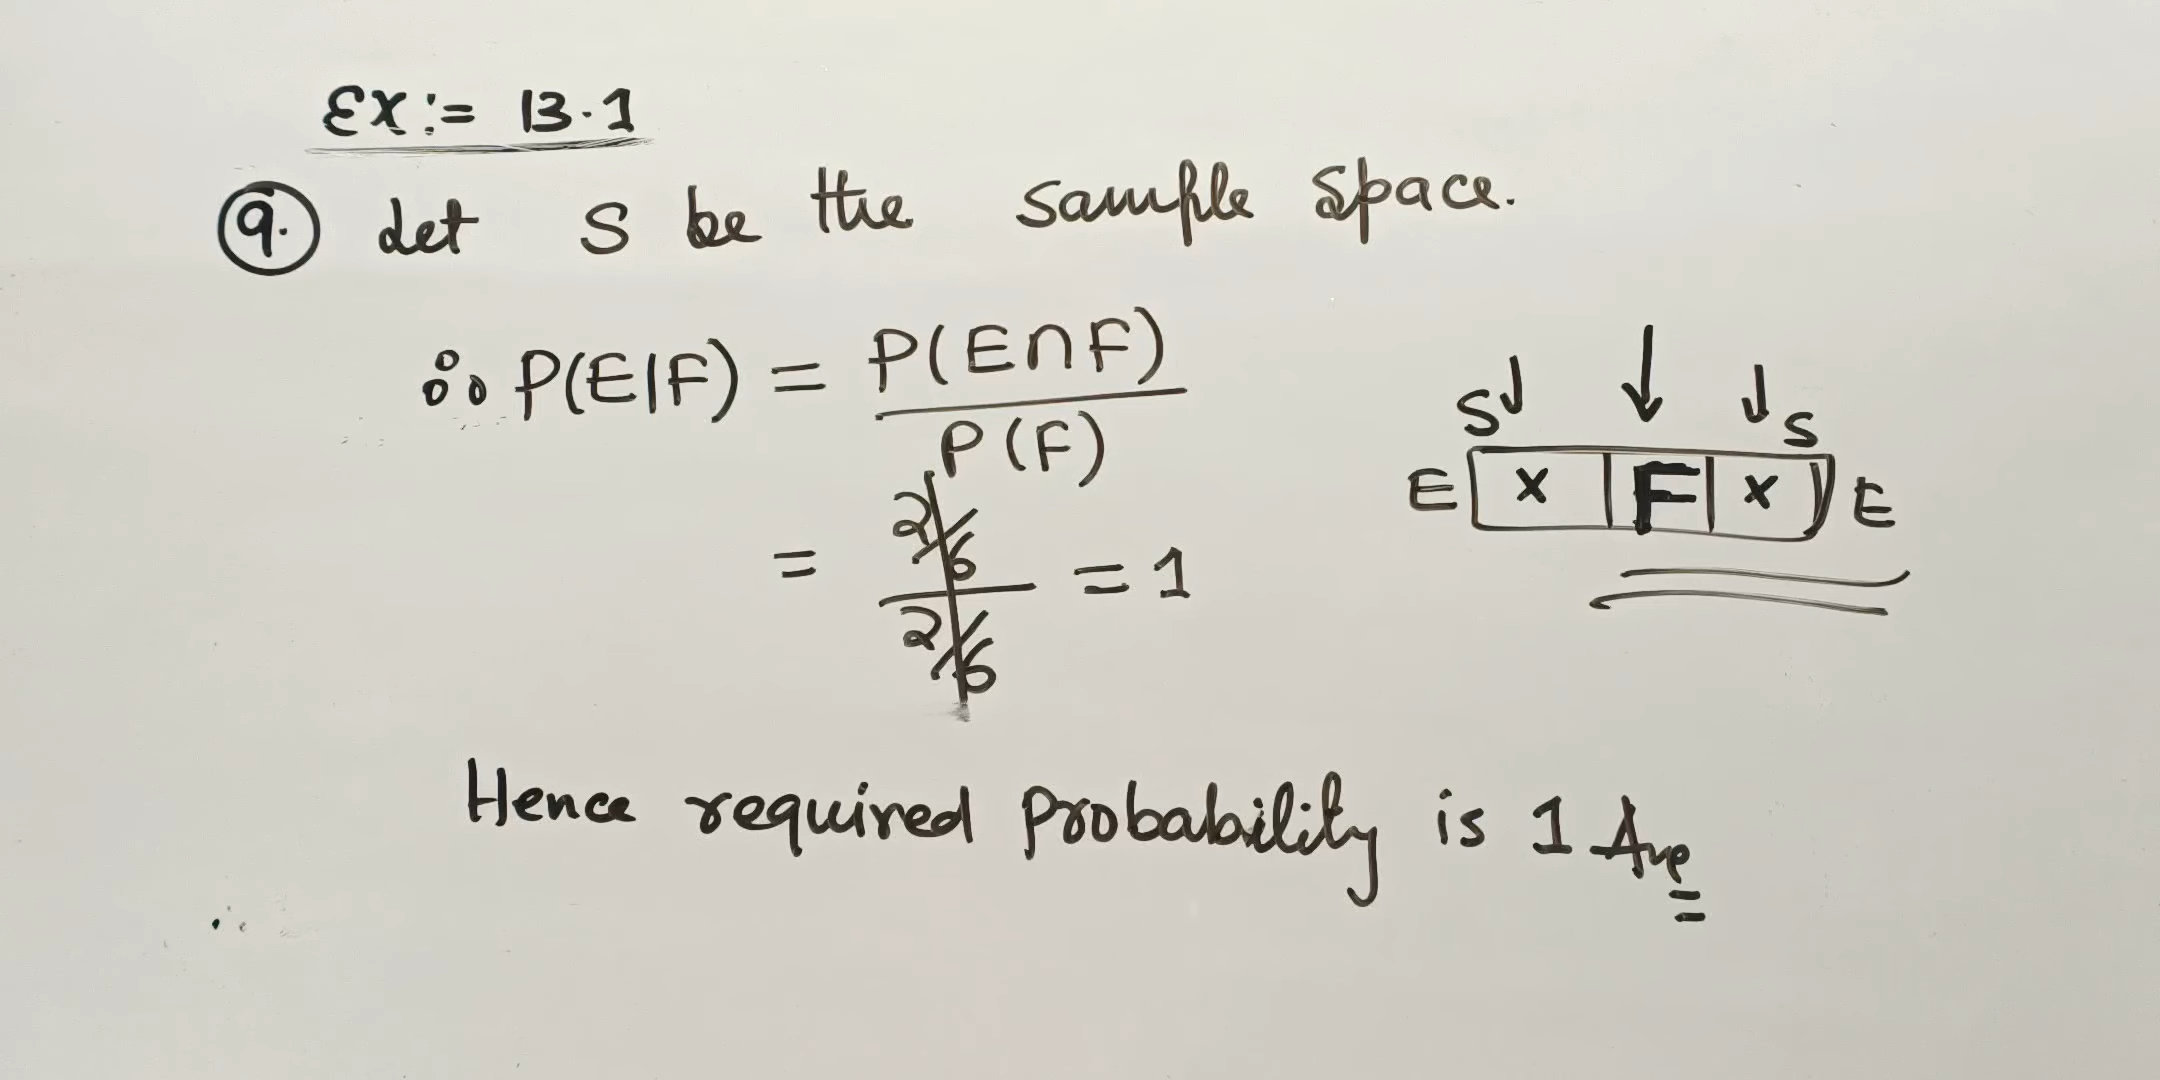 Ex:= 13.1
9. Let S be the sample space.
∴ P(E|F) = P(E∩F) / P(F)
S ↓ ↓ ↓ S
E x F x E
= 2/6 / 2/6 = 1
Hence required probability is 1 Ans